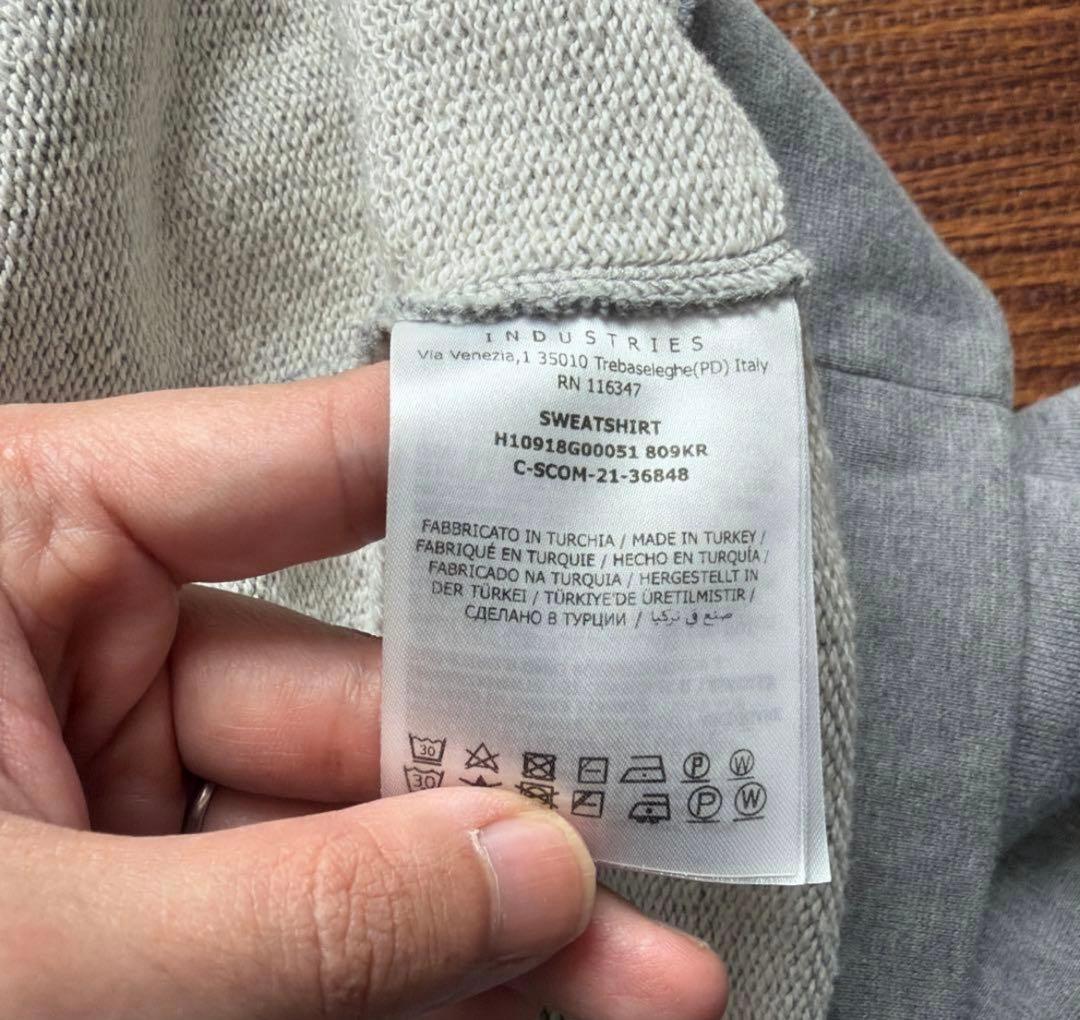 INDUSTRIES
Via Venezia,1 35010 Trebaseleghe(PD) Italy
RN 116347
SWEATSHIRT
H10918G00051 809KR
C-SCOM-21-36848
FABBRICATO IN TURCHIA / MADE IN TURKEY /
FABRIQUÉ EN TURQUIE / HECHO EN TURQUÍA /
FABRICADO NA TURQUIA / HERGESTELLT IN
DER TÜRKEI / TÜRKIYE'DE ÜRETILMISTIR /
СДЕЛАНО В ТУРЦИИ / صنع في تركيا
30 P W
30 P W